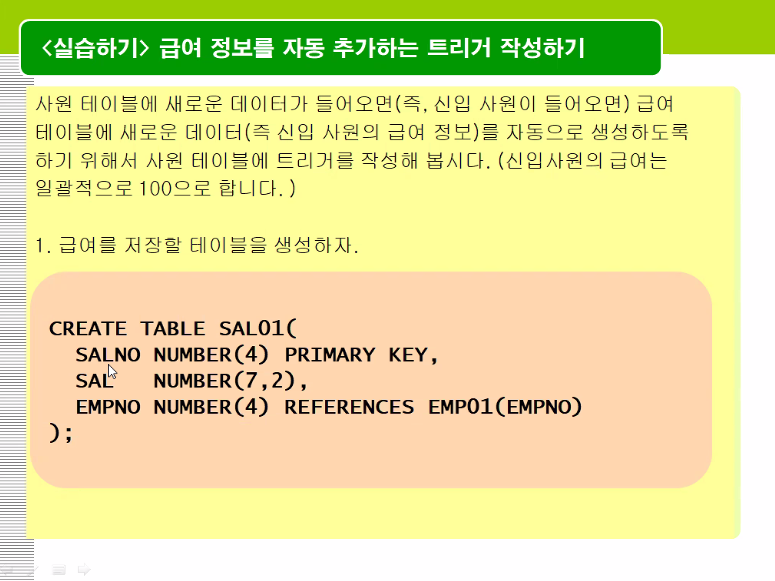 <실습하기> 급여 정보를 자동 추가하는 트리거 작성하기
사원 테이블에 새로운 데이터가 들어오면(즉, 신입 사원이 들어오면) 급여
테이블에 새로운 데이터(즉 신입 사원의 급여 정보)를 자동으로 생성하도록
하기 위해서 사원 테이블에 트리거를 작성해 봅시다. (신입사원의 급여는
일괄적으로 100으로 합니다. )
1. 급여를 저장할 테이블을 생성하자.
CREATE TABLE SAL01(
SALNO NUMBER(4) PRIMARY KEY,
SAL NUMBER(7,2),
EMPNO NUMBER(4) REFERENCES EMP01(EMPNO)
);